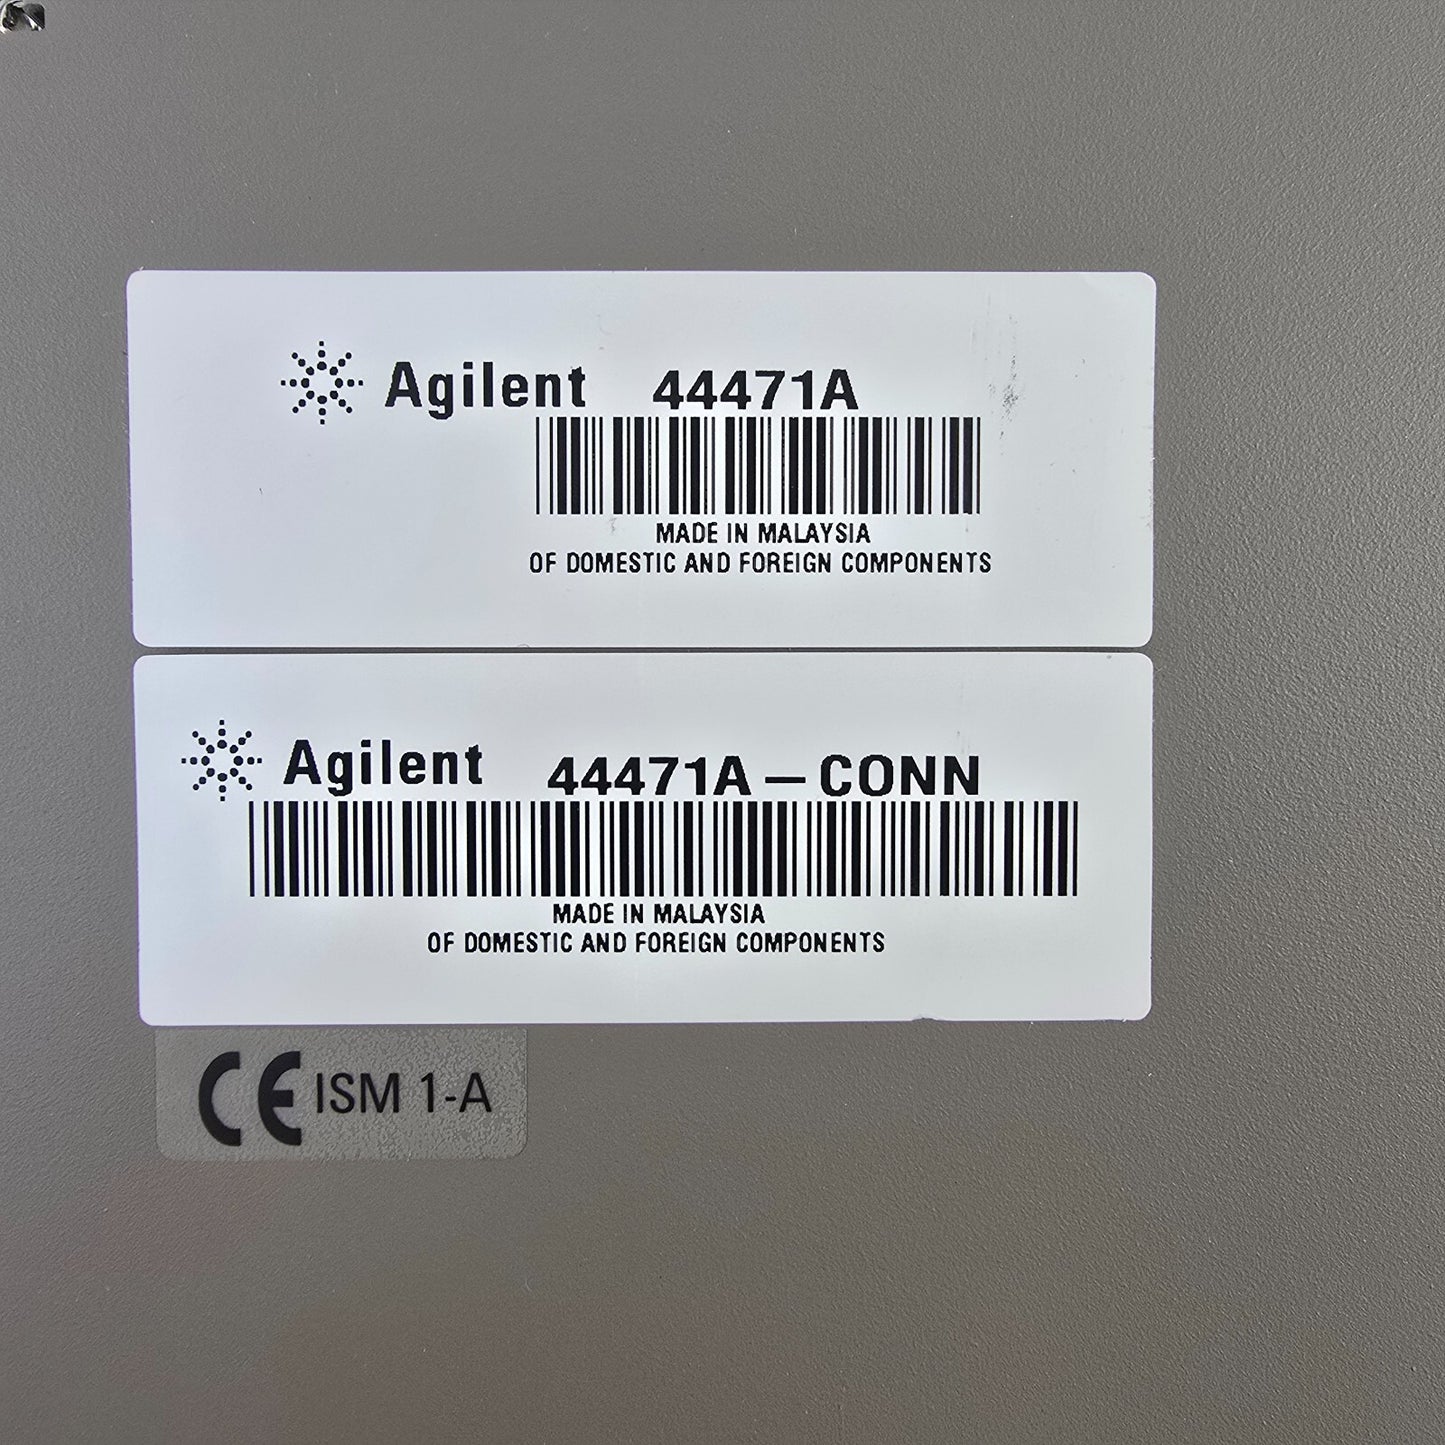 Agilent 44471A
MADE IN MALAYSIA
OF DOMESTIC AND FOREIGN COMPONENTS
Agilent 44471A-CONN
MADE IN MALAYSIA
OF DOMESTIC AND FOREIGN COMPONENTS
CE ISM 1-A